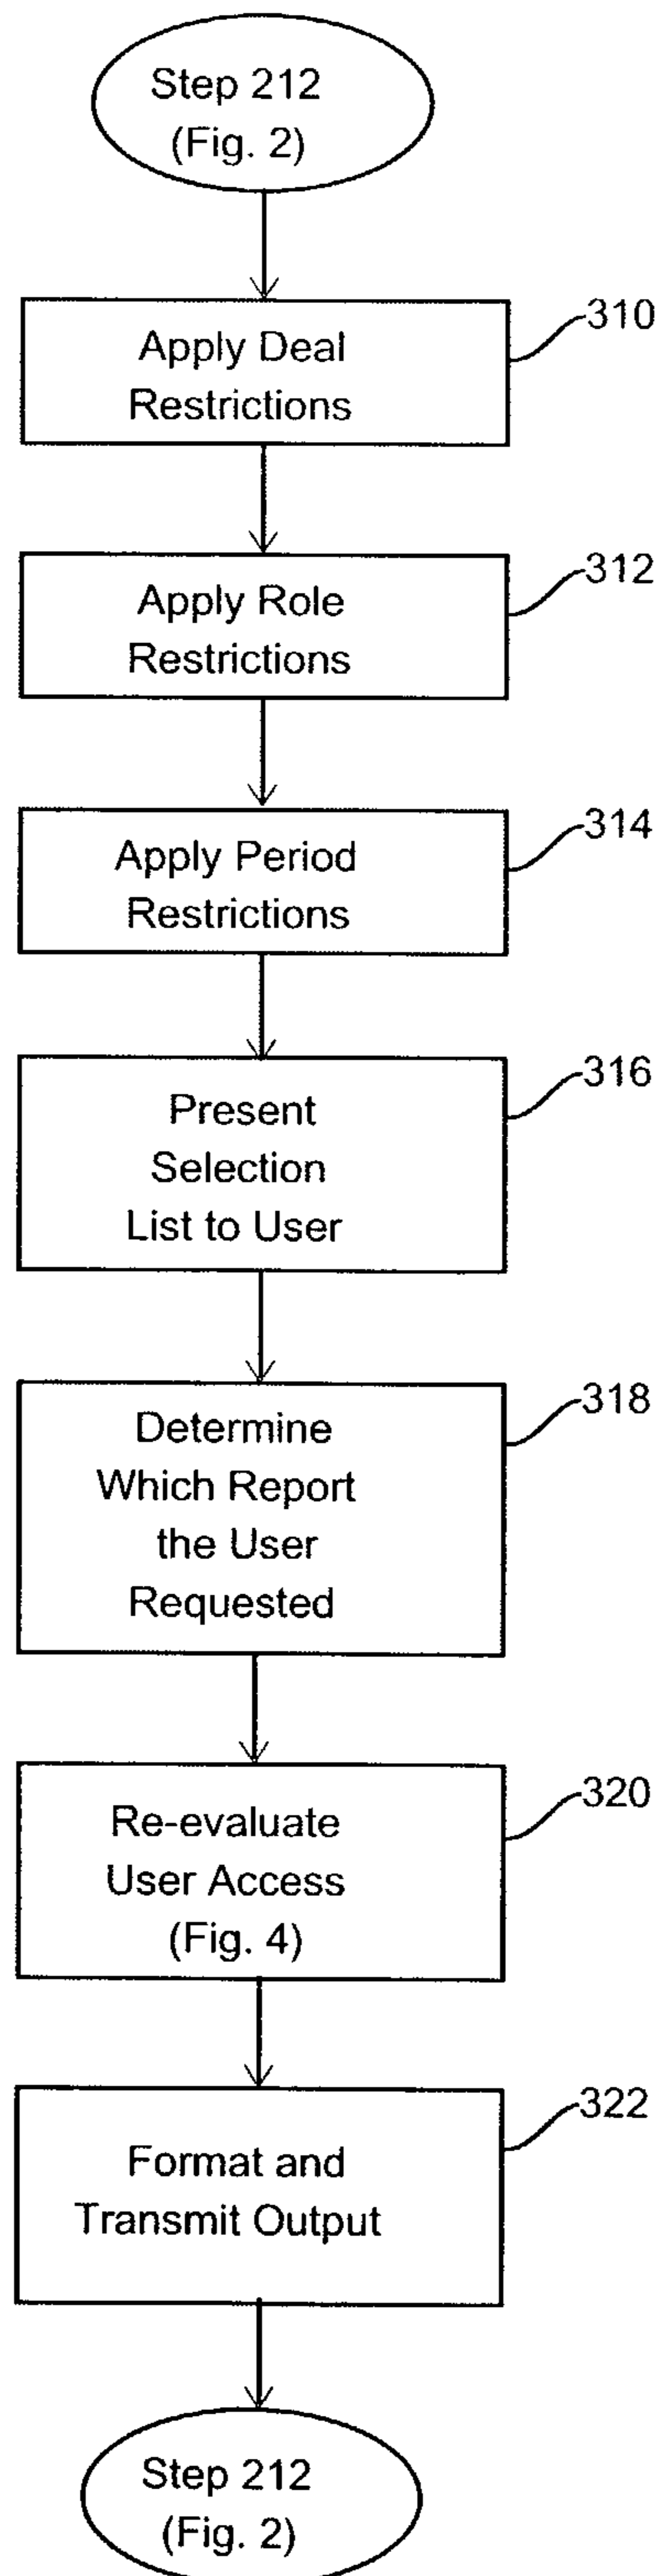 Step 212
(Fig. 2)
310
Apply Deal
Restrictions
312
Apply Role
Restrictions
314
Apply Period
Restrictions
316
Present
Selection
List to User
318
Determine
Which Report
the User
Requested
320
Re-evaluate
User Access
(Fig. 4)
322
Format and
Transmit Output
Step 212
(Fig. 2)